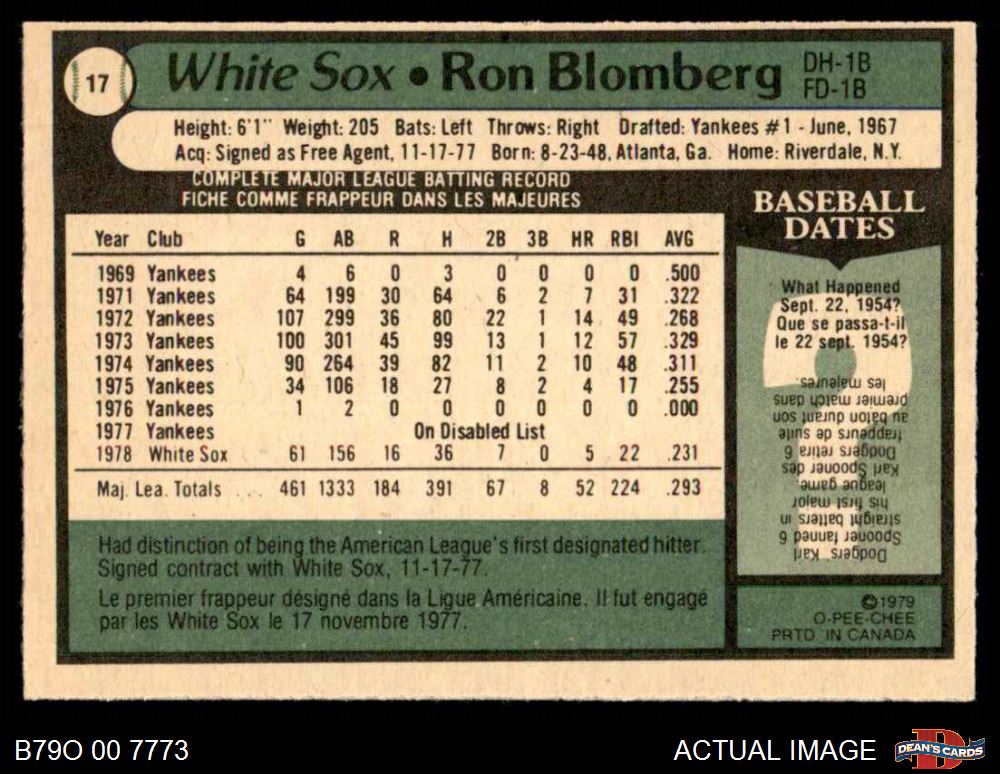 17
White Sox • Ron Blomberg
DH-1B
FD-1B
Height: 6'1" Weight: 205 Bats: Left Throws: Right Drafted: Yankees #1 - June, 1967
Acq: Signed as Free Agent, 11-17-77 Born: 8-23-48, Atlanta, Ga. Home: Riverdale, N.Y.
COMPLETE MAJOR LEAGUE BATTING RECORD
FICHE COMME FRAPPEUR DANS LES MAJEURES
Year Club G AB R H 2B 3B HR RBI AVG
1969 Yankees 4 6 0 3 0 0 0 0 .500
1971 Yankees 64 199 30 64 6 2 7 31 .322
1972 Yankees 107 299 36 80 22 1 14 49 .268
1973 Yankees 100 301 45 99 13 1 12 57 .329
1974 Yankees 90 264 39 82 11 2 10 48 .311
1975 Yankees 34 106 18 27 8 2 4 17 .255
1976 Yankees 1 2 0 0 0 0 0 0 .000
1977 Yankees On Disabled List
1978 White Sox 61 156 16 36 7 0 5 22 .231
Maj. Lea. Totals ... 461 1333 184 391 67 8 52 224 .293
Had distinction of being the American League's first designated hitter.
Signed contract with White Sox, 11-17-77.
Le premier frappeur désigné dans la Ligue Américaine. Il fut engagé
par les White Sox le 17 novembre 1977.
BASEBALL
DATES
What Happened
Sept. 22, 1954?
Que se passa-t-il
le 22 sept. 1954?
Dodgers' Karl
Spooner fanned 6
straight batters in
his first major
league game.
Karl Spooner des
Dodgers retira 6
frappeurs de suite
au bâton durant son
premier match dans
les majeures.
©1979
O-PEE-CHEE
PRTD. IN CANADA
B79O 00 7773
ACTUAL IMAGE
D
DEAN'S CARDS